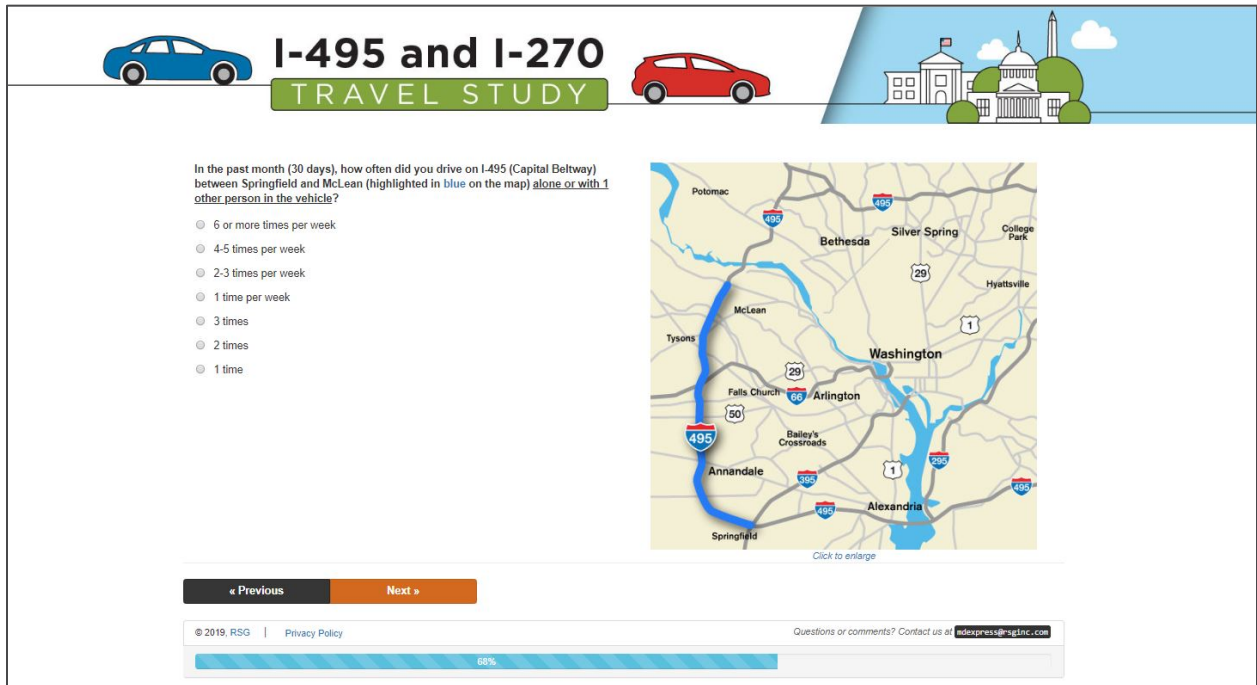 I-495 and I-270
TRAVEL STUDY
In the past month (30 days), how often did you drive on I-495 (Capital Beltway)
between Springfield and McLean (highlighted in blue on the map) alone or with 1
other person in the vehicle?
6 or more times per week
4-5 times per week
2-3 times per week
1 time per week
3 times
2 times
1 time
Potomac
495
495
Bethesda
Silver Spring
College
Park
29
Hyattsville
McLean
1
Tysons
Washington
29
Falls Church
66
Arlington
50
495
Bailey's
Crossroads
Annandale
395
1
295
495
495
Alexandria
Springfield
Click to enlarge
« Previous
Next »
© 2019, RSG | Privacy Policy
Questions or comments? Contact us at mdexpress@rsginc.com
68%